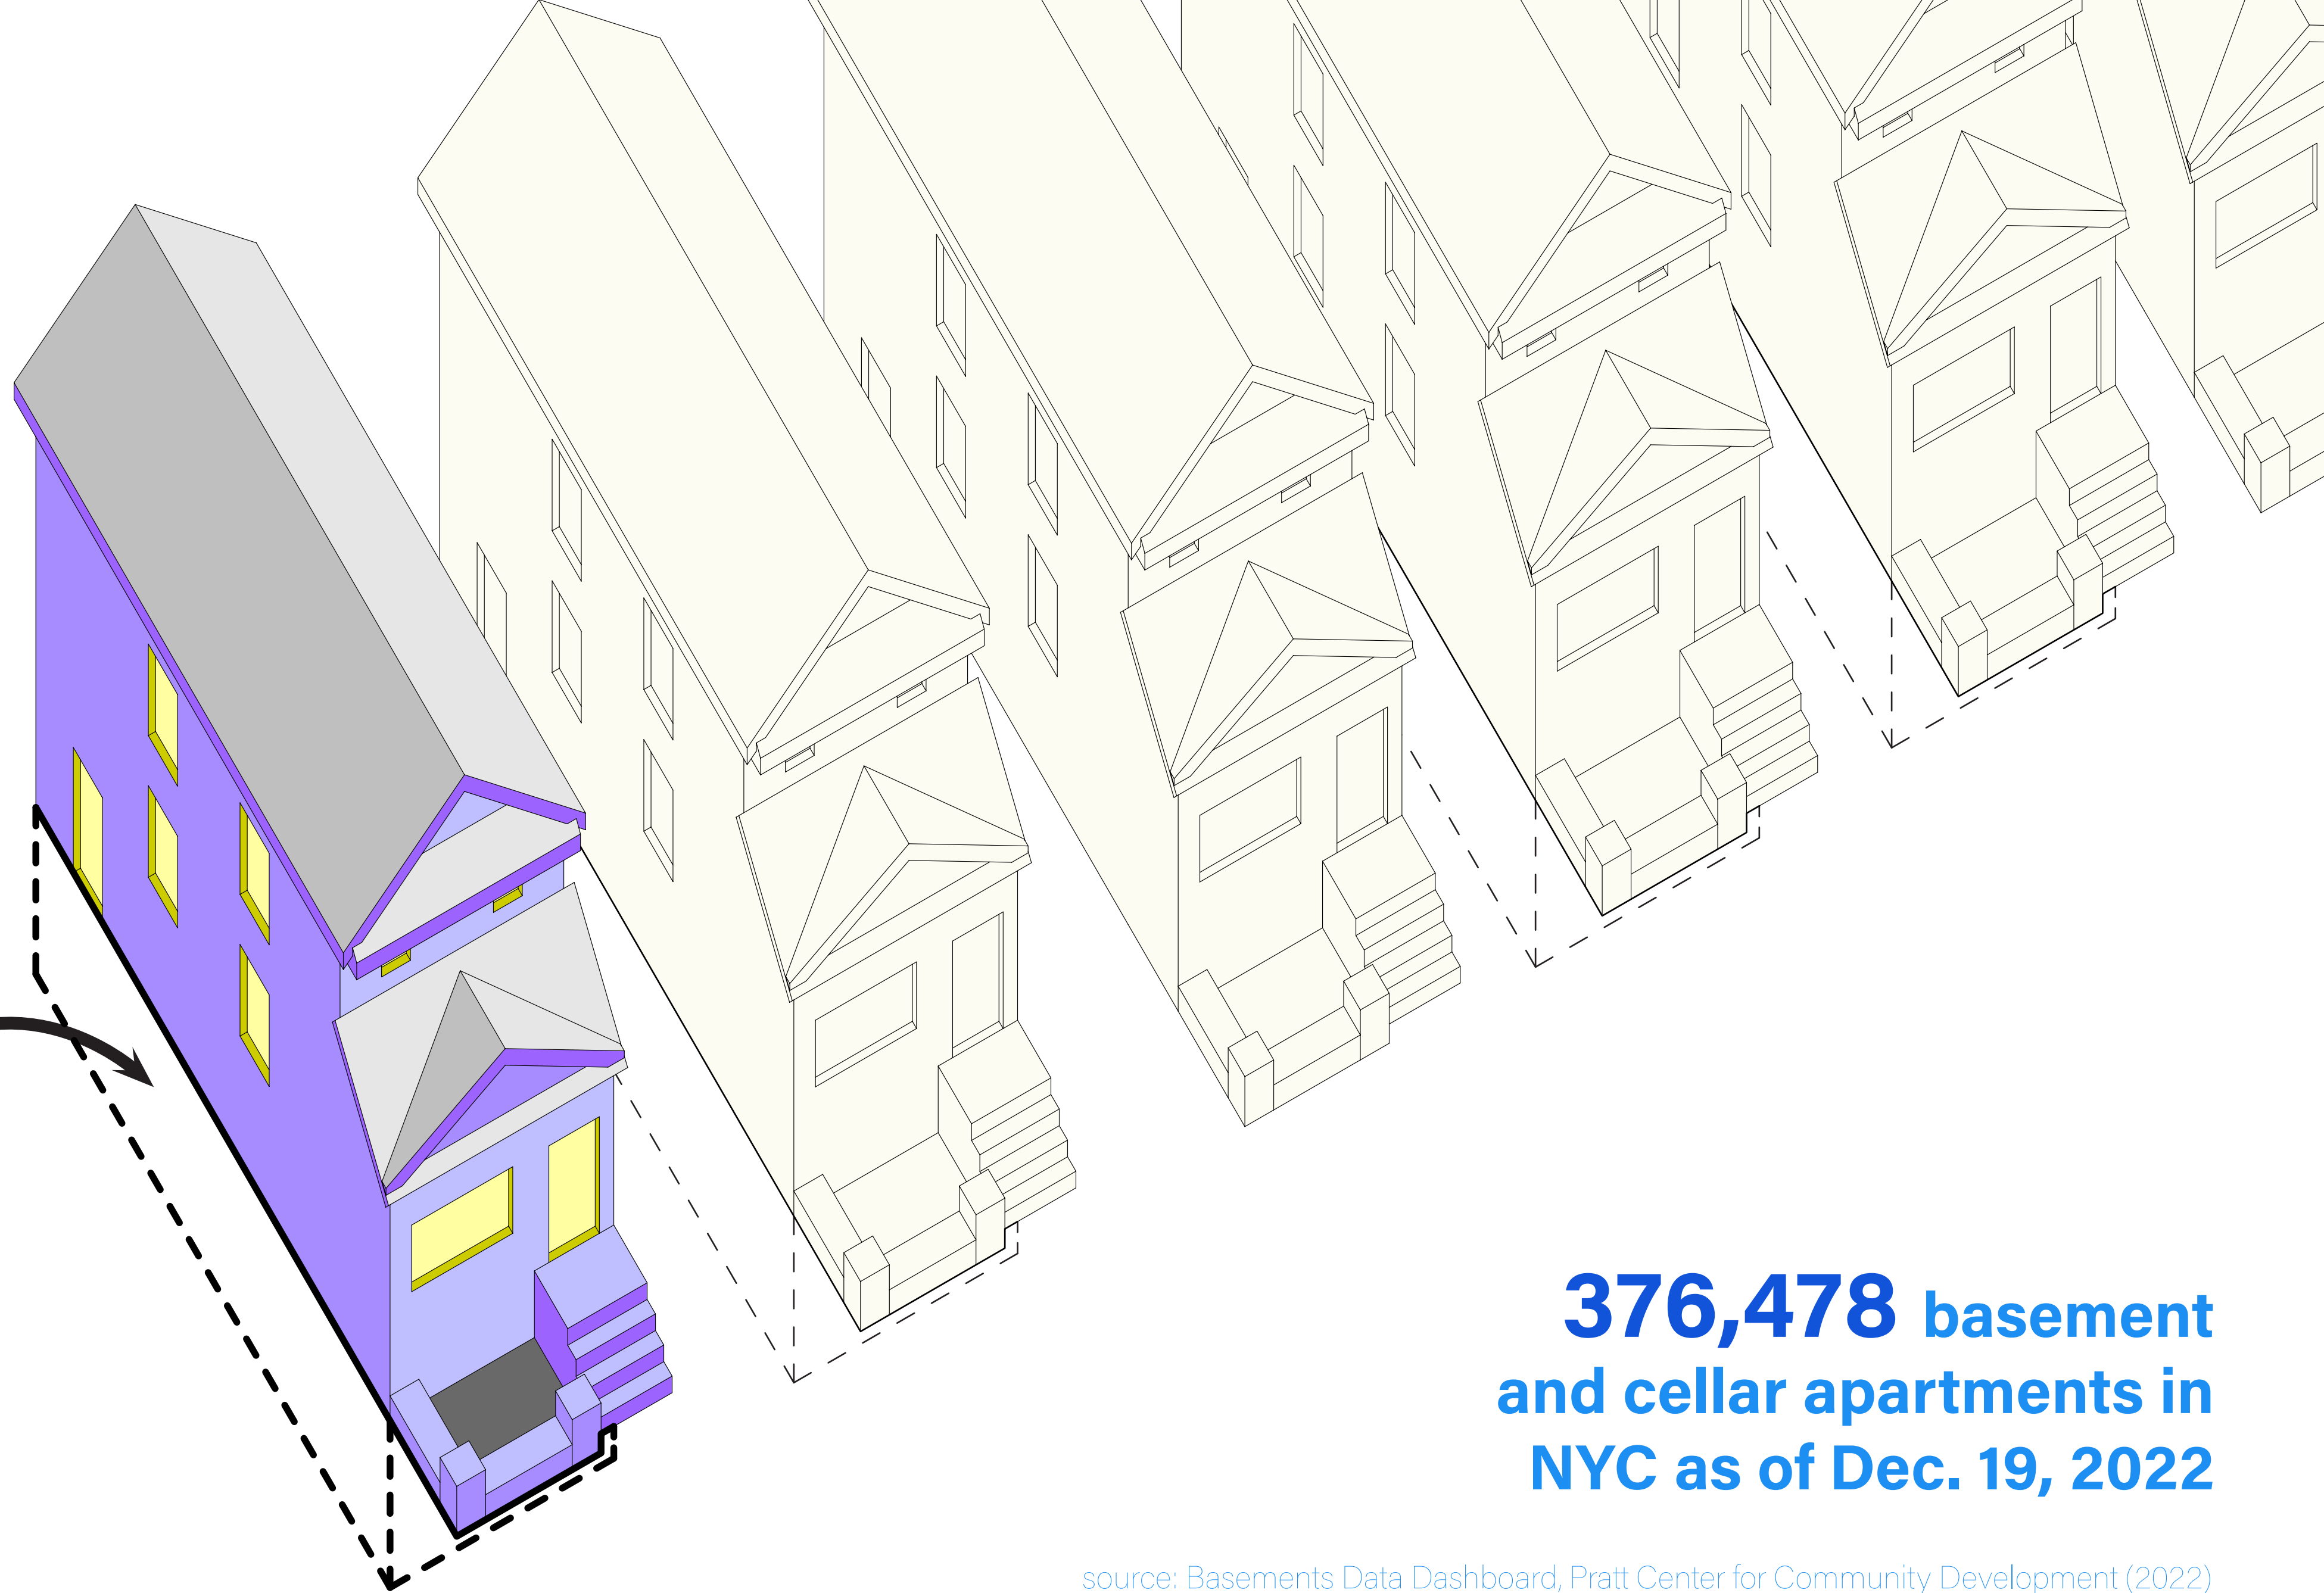 376,478 basement
and cellar apartments in
NYC as of Dec. 19, 2022
source: Basements Data Dashboard, Pratt Center for Community Development (2022)